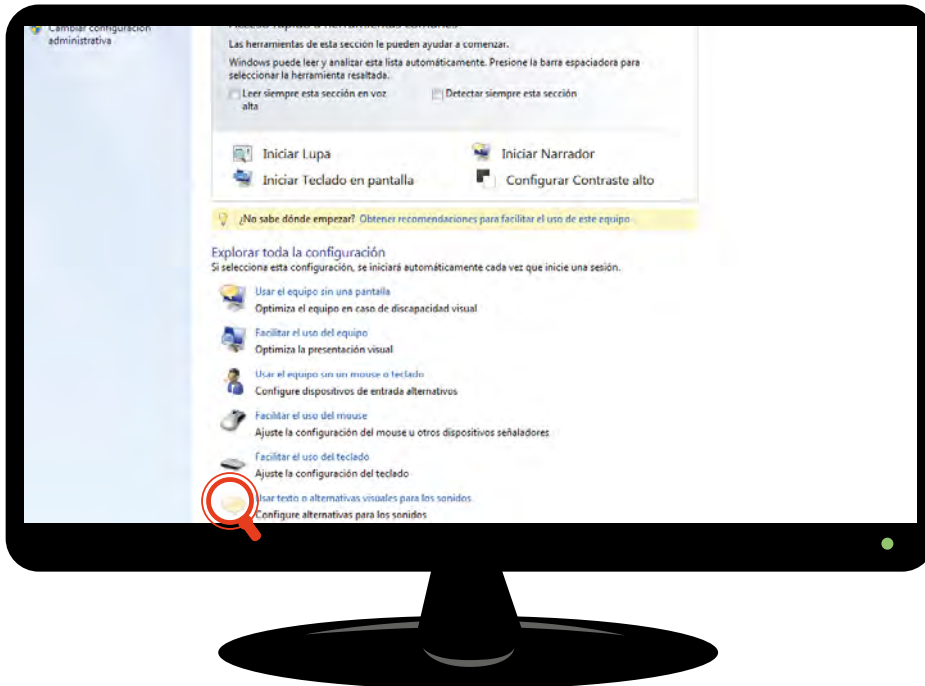 Cambiar configuración
administrativa
Acceso rápido a herramientas comunes
Las herramientas de esta sección le pueden ayudar a comenzar.
Windows puede leer y analizar esta lista automáticamente. Presione la barra espaciadora para
seleccionar la herramienta resaltada.
Leer siempre esta sección en voz
alta
Detectar siempre esta sección
Iniciar Lupa
Iniciar Narrador
Iniciar Teclado en pantalla
Configurar Contraste alto
¿No sabe dónde empezar? Obtener recomendaciones para facilitar el uso de este equipo
Explorar toda la configuración
Si selecciona esta configuración, se iniciará automáticamente cada vez que inicie una sesión.
Usar el equipo sin una pantalla
Optimiza el equipo en caso de discapacidad visual
Facilitar el uso del equipo
Optimiza la presentación visual
Usar el equipo sin un mouse o teclado
Configure dispositivos de entrada alternativos
Facilitar el uso del mouse
Ajuste la configuración del mouse u otros dispositivos señaladores
Facilitar el uso del teclado
Ajuste la configuración del teclado
Usar texto o alternativas visuales para los sonidos
Configure alternativas para los sonidos